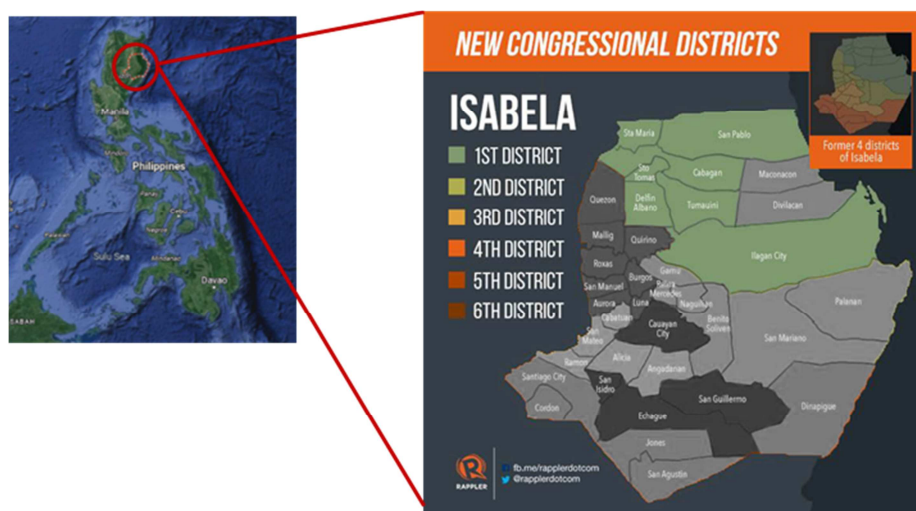 NEW CONGRESSIONAL DISTRICTS
ISABELA
1ST DISTRICT
2ND DISTRICT
3RD DISTRICT
4TH DISTRICT
5TH DISTRICT
6TH DISTRICT
Former 4 districts
of Isabela
Sta Maria
San Pablo
Sto
Tomas
Cabagan
Maconacon
Quezon
Delfin
Albano
Tumauini
Divilacan
Mallig
Quirino
Ilagan City
Roxas
Burgos
Gamu
San Manuel
Reina
Mercedes
Naguilian
Palanan
Aurora
Luna
Cabatuan
Cauayan
City
Benito
Soliven
San Mariano
San
Mateo
Ramon
Alicia
Angadanan
Santiago City
San
Isidro
San Guillermo
Dinapigue
Cordon
Echague
Jones
San Agustin
RAPPLER
fb.me/rapplerdotcom
@rapplerdotcom
Manila
Philippines
Panay
Sulu Sea
Davao